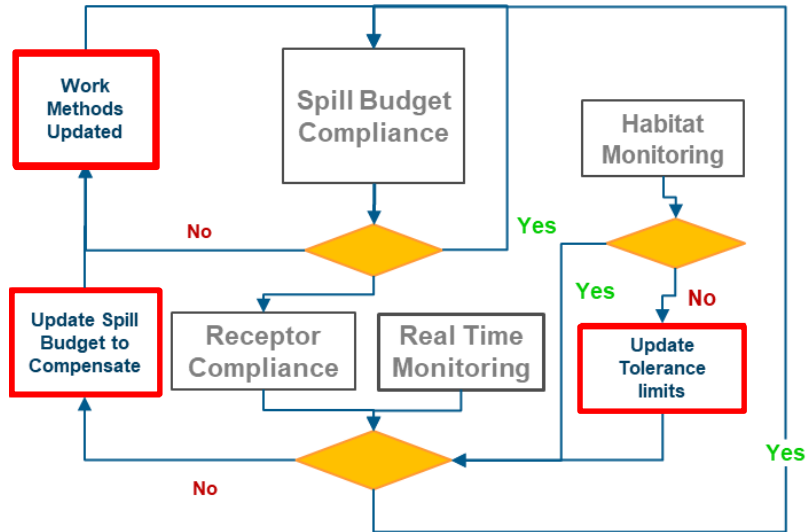 Work
Methods
Updated
Spill Budget
Compliance
Habitat
Monitoring
No
Yes
Yes
No
Update Spill
Budget to
Compensate
Receptor
Compliance
Real Time
Monitoring
Update
Tolerance
limits
Yes
No